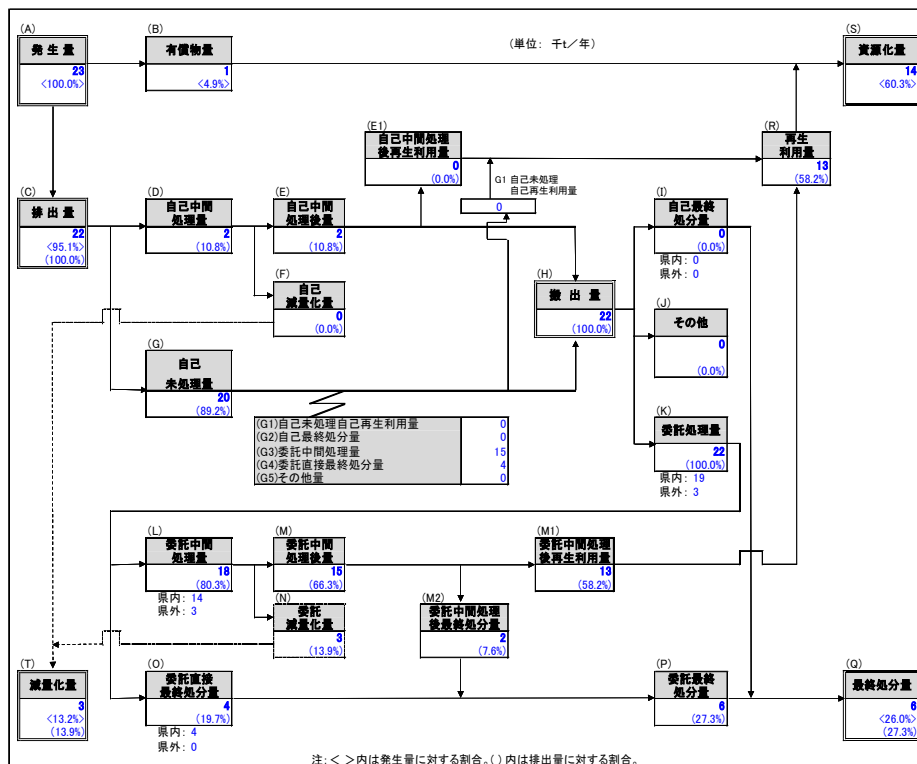 (A)
発 生 量
23
<100.0%>
(B)
有償物量
1
<4.9%>
(単位: 千t/年)
(S)
資源化量
14
<60.3%>
(E1)
自己中間処理
後再生利用量
0
(0.0%)
G1 自己未処理
自己再生利用量
0
(R)
再生
利用量
13
(58.2%)
(C)
排 出 量
22
<95.1%>
(100.0%)
(D)
自己中間
処理量
2
(10.8%)
(E)
自己中間
処理後量
2
(10.8%)
(F)
自己
減量化量
0
(0.0%)
(I)
自己最終
処分量
0
(0.0%)
県内: 0
県外: 0
(H)
搬 出 量
22
(100.0%)
(J)
その他
0
(0.0%)
(G)
自己
未処理量
20
(89.2%)
(G1)自己未処理自己再生利用量 0
(G2)自己最終処分量 0
(G3)委託中間処理量 15
(G4)委託直接最終処分量 4
(G5)その他量 0
(K)
委託処理量
22
(100.0%)
県内: 19
県外: 3
(L)
委託中間
処理量
18
(80.3%)
県内: 14
県外: 3
(M)
委託中間
処理後量
15
(66.3%)
(M1)
委託中間処理
後再生利用量
13
(58.2%)
(N)
委託
減量化量
3
(13.9%)
(M2)
委託中間処理
後最終処分量
2
(7.6%)
(T)
減量化量
3
<13.2%>
(13.9%)
(O)
委託直接
最終処分量
4
(19.7%)
県内: 4
県外: 0
(P)
委託最終
処分量
6
(27.3%)
(Q)
最終処分量
6
<26.0%>
(27.3%)
注:< >内は発生量に対する割合。( )内は排出量に対する割合。